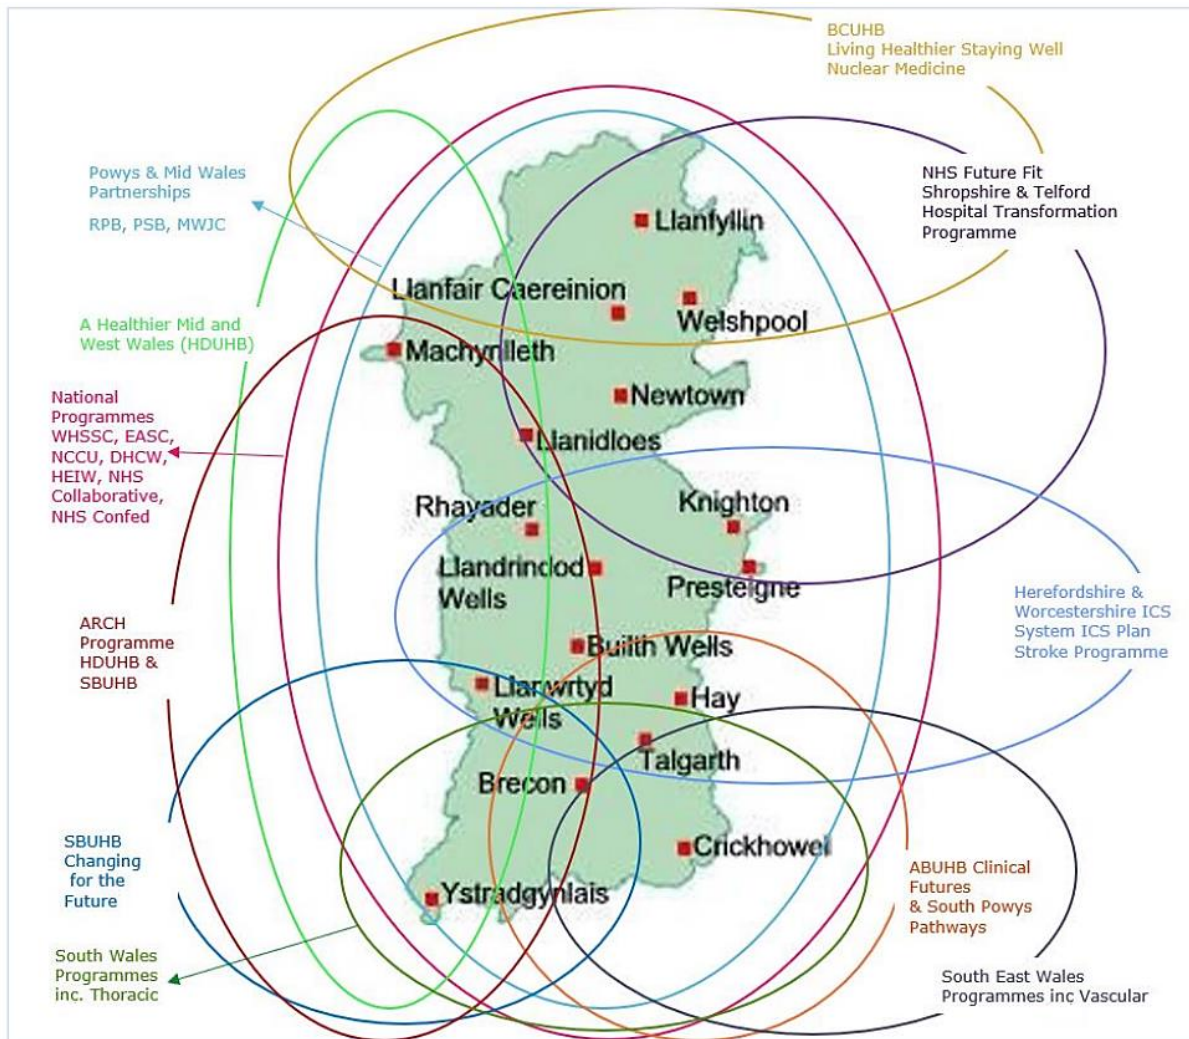 BCUHB
Living Healthier Staying Well
Nuclear Medicine
Powys & Mid Wales
Partnerships
RPB, PSB, MWJC
NHS Future Fit
Shropshire & Telford
Hospital Transformation
Programme
Llanfyllin
Llanfair Caereinion
Welshpool
A Healthier Mid and
West Wales (HDUHB)
Machynlleth
National
Programmes
WHSSC, EASC,
NCCU, DHCW,
HEIW, NHS
Collaborative,
NHS Confed
Newtown
Llanidloes
Rhayader
Knighton
Llandrindod
Wells
Presteigne
Herefordshire &
Worcestershire ICS
System ICS Plan
Stroke Programme
ARCH
Programme
HDUHB &
SBUHB
Builth Wells
Llanwrtyd
Wells
Hay
Talgarth
Brecon
SBUHB
Changing
for the
Future
Crickhowel
Ystradgynlais
ABUHB Clinical
Futures
& South Powys
Pathways
South Wales
Programmes
inc. Thoracic
South East Wales
Programmes inc Vascular